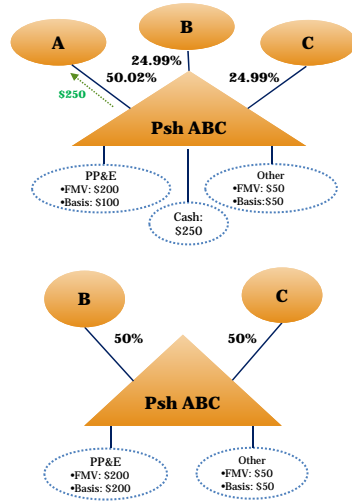 A
B
C
24.99%
50.02%
24.99%
$250
Psh ABC
PP&E
•FMV: $200
•Basis: $100
Cash:
$250
Other
•FMV: $50
•Basis:$50
B
C
50%
50%
Psh ABC
PP&E
•FMV: $200
•Basis: $200
Other
•FMV: $50
•Basis: $50